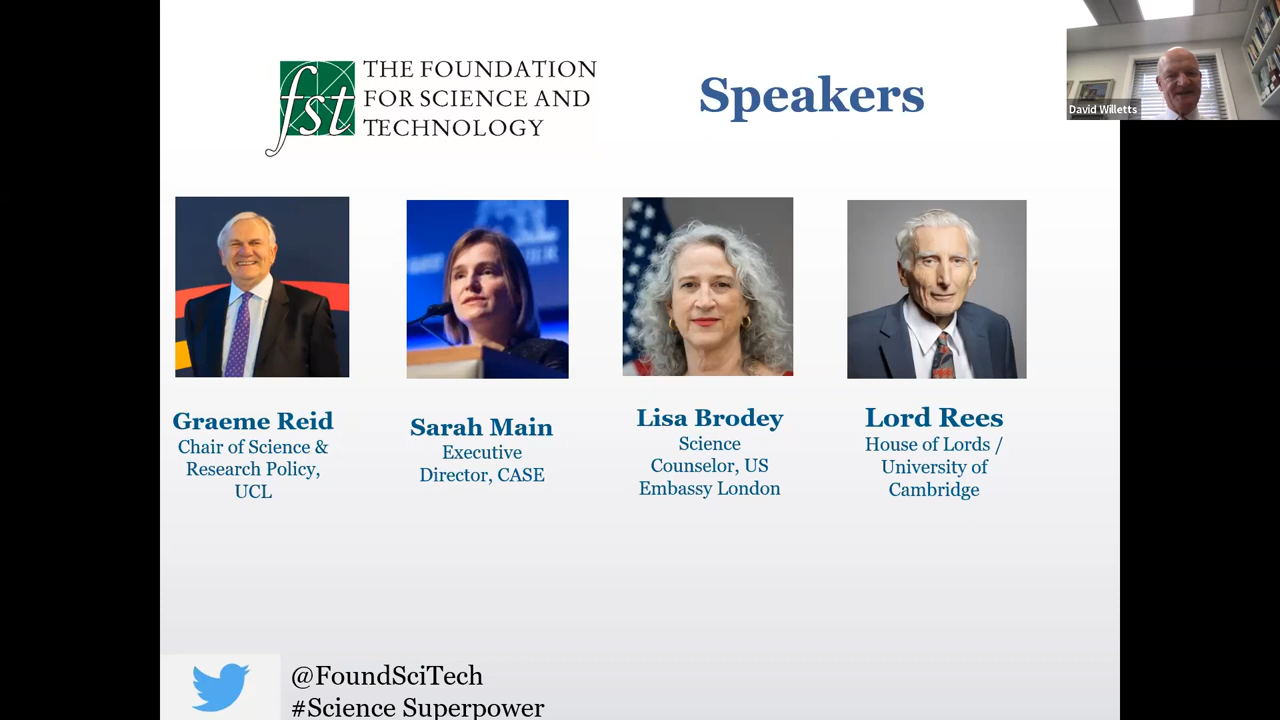 fst
THE FOUNDATION
FOR SCIENCE AND
TECHNOLOGY
Speakers
David Willetts
Graeme Reid
Chair of Science &
Research Policy,
UCL
Sarah Main
Executive
Director, CASE
Lisa Brodey
Science
Counselor, US
Embassy London
Lord Rees
House of Lords /
University of
Cambridge
@FoundSciTech
#Science Superpower